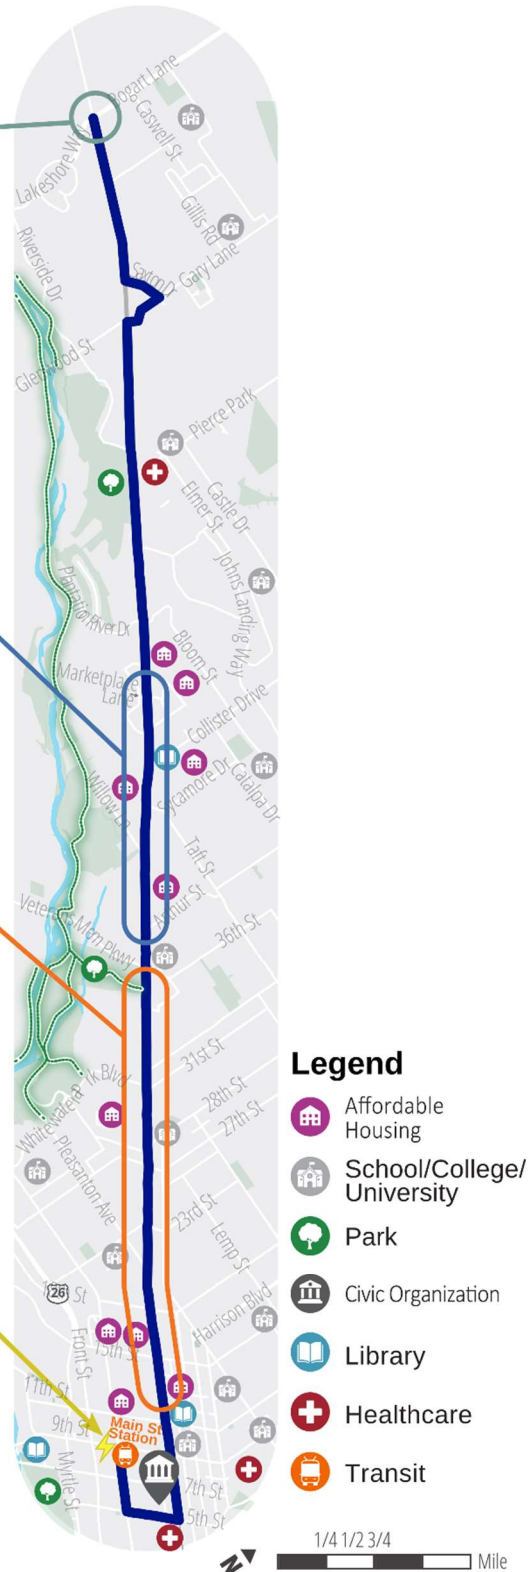 Bogart Lane
Caswell St
Lakeshore Way
Gillis Rd
Riverside Dr
Gary Lane
Saxton Dr
Glenwood St
Pierce Park
Castle Dr
Elmer St
Johns Landing Way
Plantation River Dr
Bloom St
Marketplace
Lane
Collister Drive
Sycamore Dr
Catalpa Dr
Willow Ln
Taft St
Arthur St
Veterans Mem Pkwy
36th St
31st St
28th St
27th St
Whitewater
Blvd
Pleasanton Ave
23rd St
Lemp St
26
St
Harrison Blvd
Front St
15th St
11th St
9th St
Main St
Station
Myrtle St
7th St
5th St
Legend
Affordable
Housing
School/College/
University
Park
Civic Organization
Library
Healthcare
Transit
N
1/4 1/2 3/4
Mile